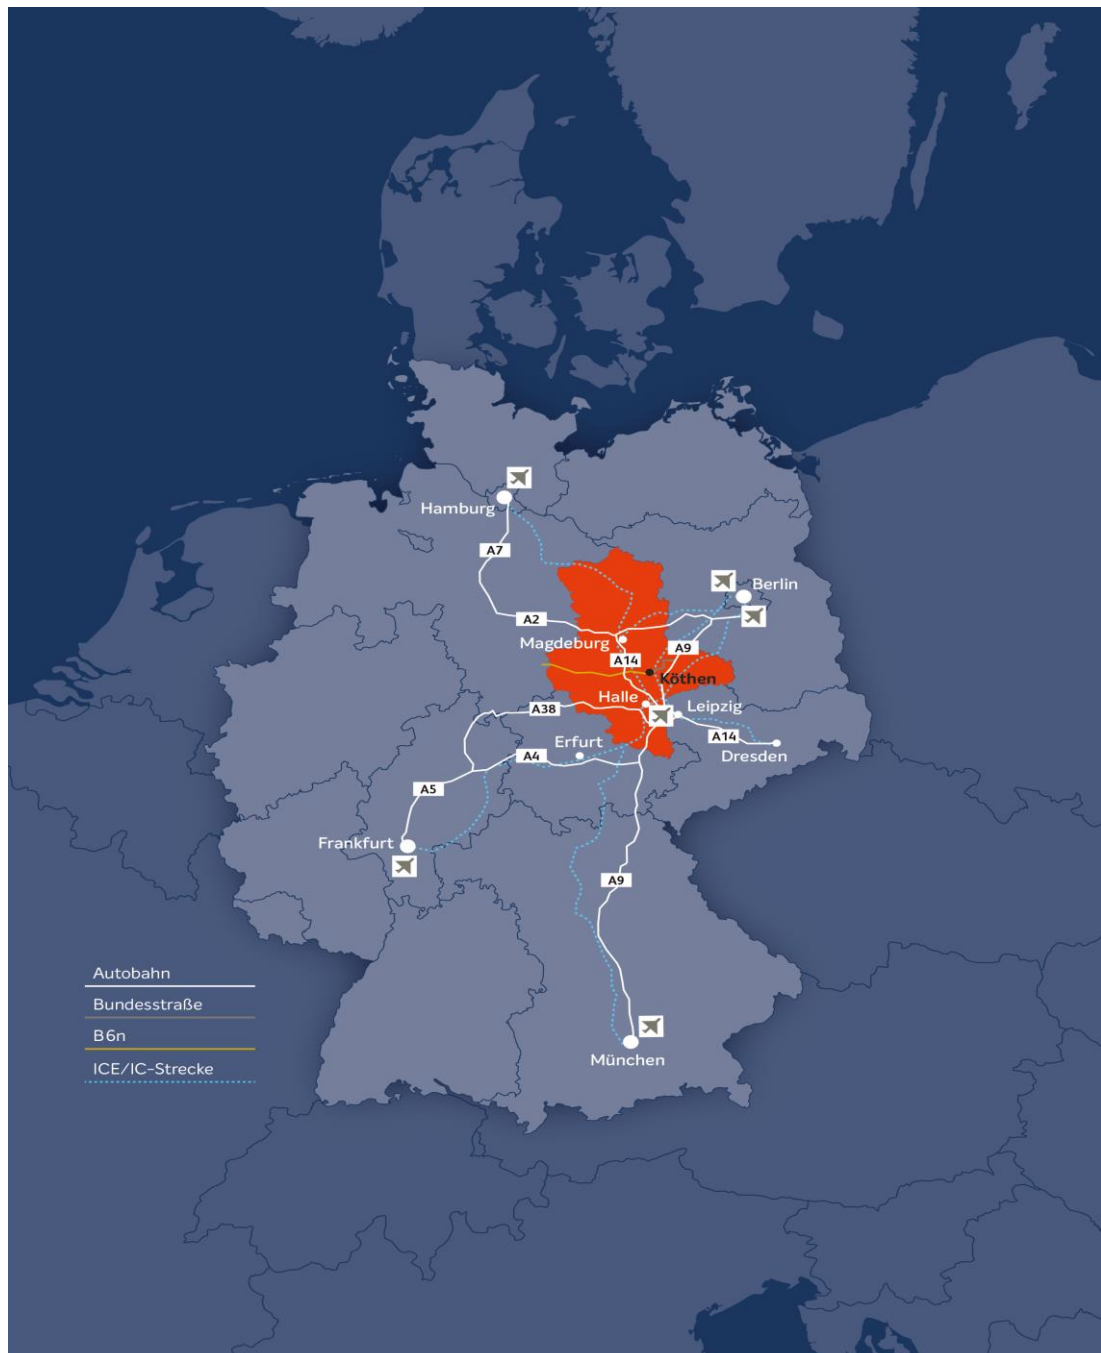 Hamburg
A7
Berlin
A2
Magdeburg
A9
A14
Köthen
Halle
Leipzig
A38
A14
Erfurt
Dresden
A4
A5
Frankfurt
A9
Autobahn
Bundesstraße
B6n
München
ICE/IC-Strecke